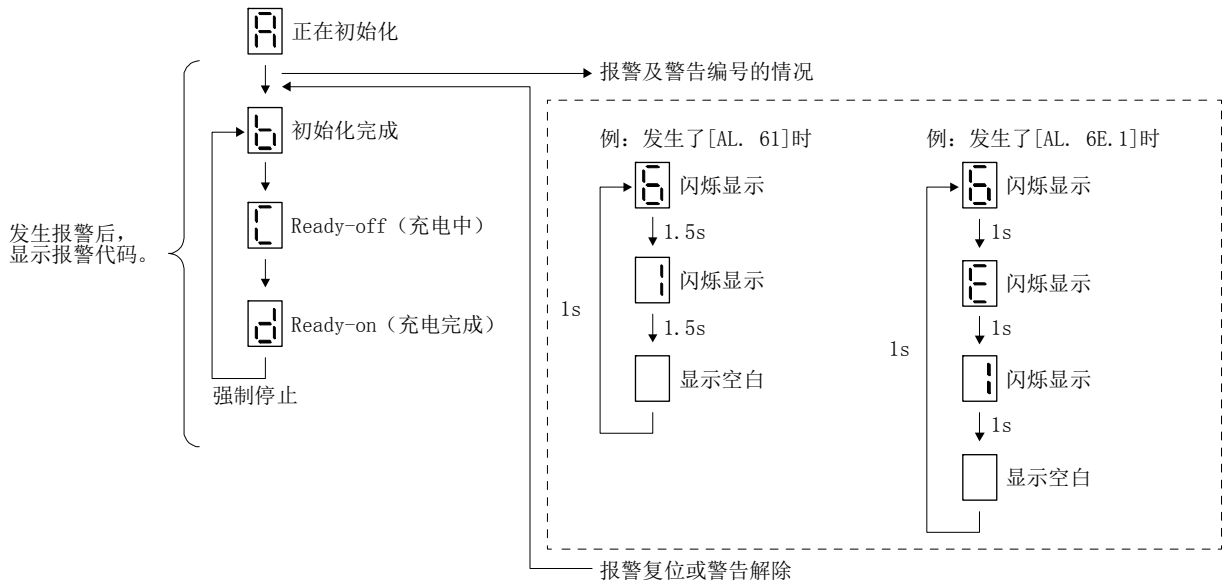 A 正在初始化
报警及警告编号的情况
b 初始化完成
C Ready-off（充电中）
d Ready-on（充电完成）
强制停止
发生报警后，
显示报警代码。
例：发生了[AL. 61]时
6 闪烁显示
1.5s
1 闪烁显示
1.5s
显示空白
1s
例：发生了[AL. 6E.1]时
6 闪烁显示
1s
E 闪烁显示
1s
1 闪烁显示
1s
显示空白
1s
报警复位或警告解除